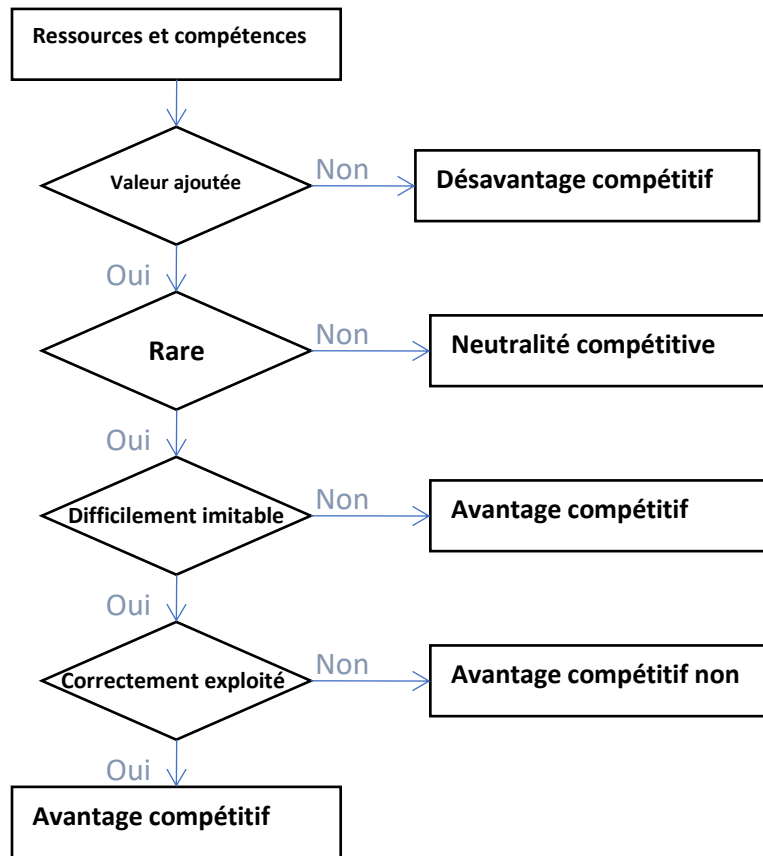 Ressources et compétences
Valeur ajoutée
Non
Désavantage compétitif
Oui
Rare
Non
Neutralité compétitive
Oui
Difficilement imitable
Non
Avantage compétitif
Oui
Correctement exploité
Non
Avantage compétitif non
Oui
Avantage compétitif